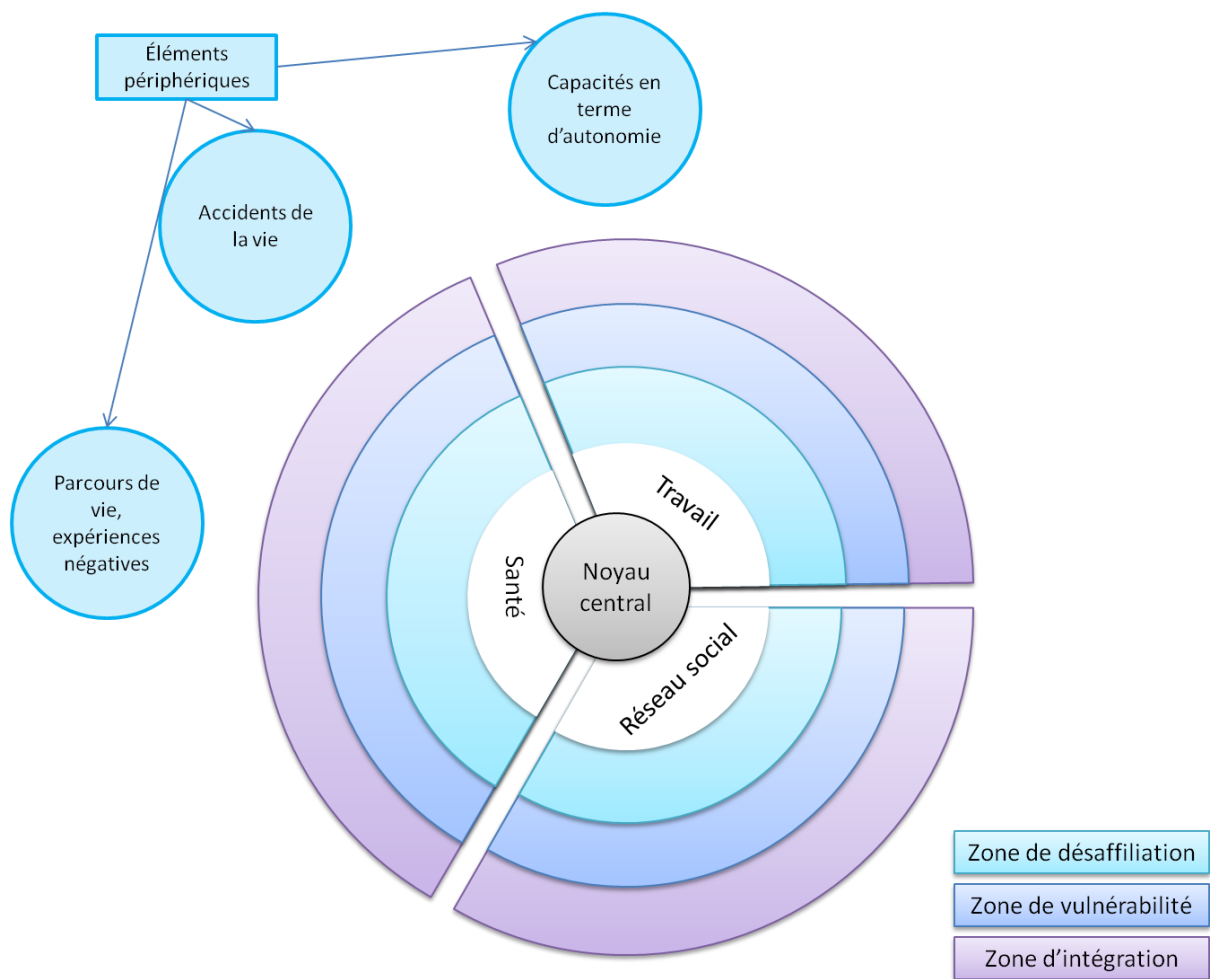 Éléments
périphériques
Capacités en
terme
d'autonomie
Accidents de
la vie
Parcours de
vie,
expériences
négatives
Travail
Santé
Noyau
central
Réseau social
Zone de désaffiliation
Zone de vulnérabilité
Zone d'intégration